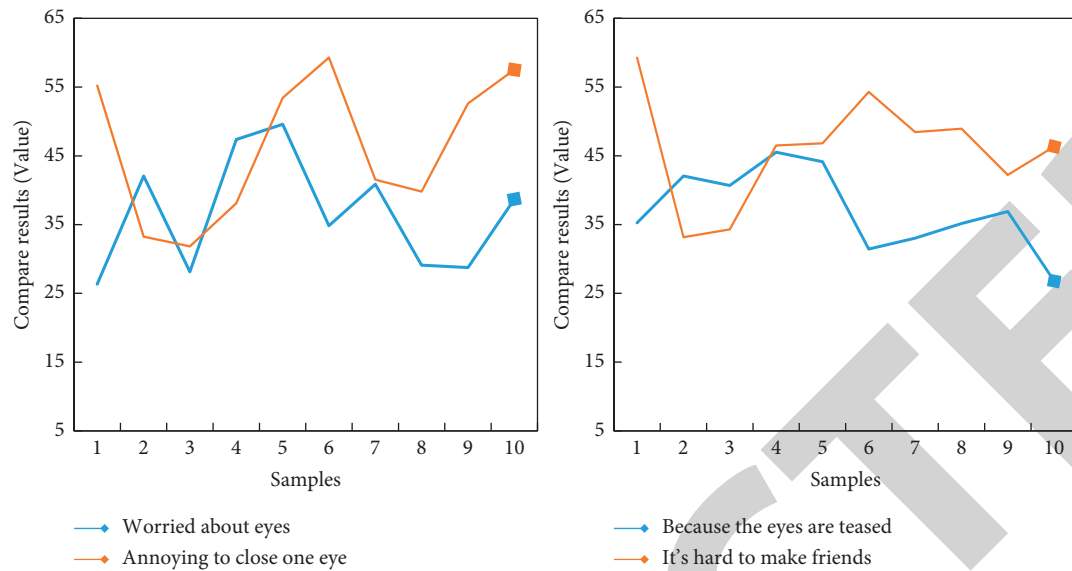 65
55
45
35
25
15
5
Compare results (Value)
1 2 3 4 5 6 7 8 9 10
Samples
Worried about eyes
Annoying to close one eye
65
55
45
35
25
15
5
Compare results (Value)
1 2 3 4 5 6 7 8 9 10
Samples
Because the eyes are teased
It's hard to make friends